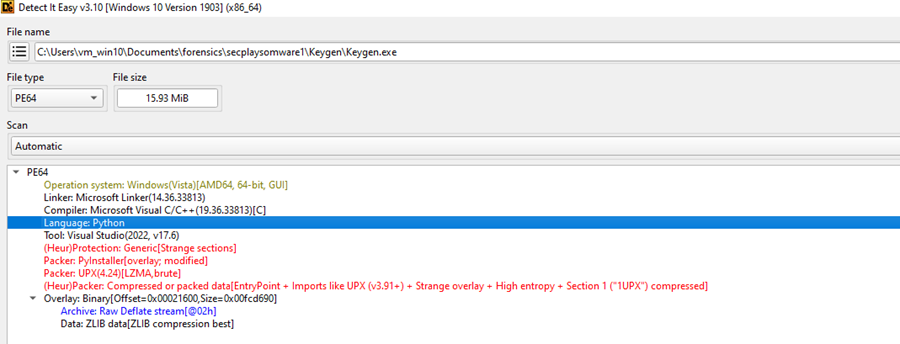 Detect It Easy v3.10 [Windows 10 Version 1903] (x86_64)
File name
C:\Users\vm_win10\Documents\forensics\secplaysomware1\Keygen\Keygen.exe
File type File size
PE64 15.93 MiB
Scan
Automatic
PE64
Operation system: Windows(Vista)[AMD64, 64-bit, GUI]
Linker: Microsoft Linker(14.36.33813)
Compiler: Microsoft Visual C/C++(19.36.33813)[C]
Language: Python
Tool: Visual Studio(2022, v17.6)
(Heur)Protection: Generic[Strange sections]
Packer: PyInstaller[overlay; modified]
Packer: UPX(4.24)[LZMA,brute]
(Heur)Packer: Compressed or packed data[EntryPoint + Imports like UPX (v3.91+) + Strange overlay + High entropy + Section 1 ("1UPX") compressed]
Overlay: Binary[Offset=0x00021600,Size=0x00fcd690]
Archive: Raw Deflate stream[@02h]
Data: ZLIB data[ZLIB compression best]